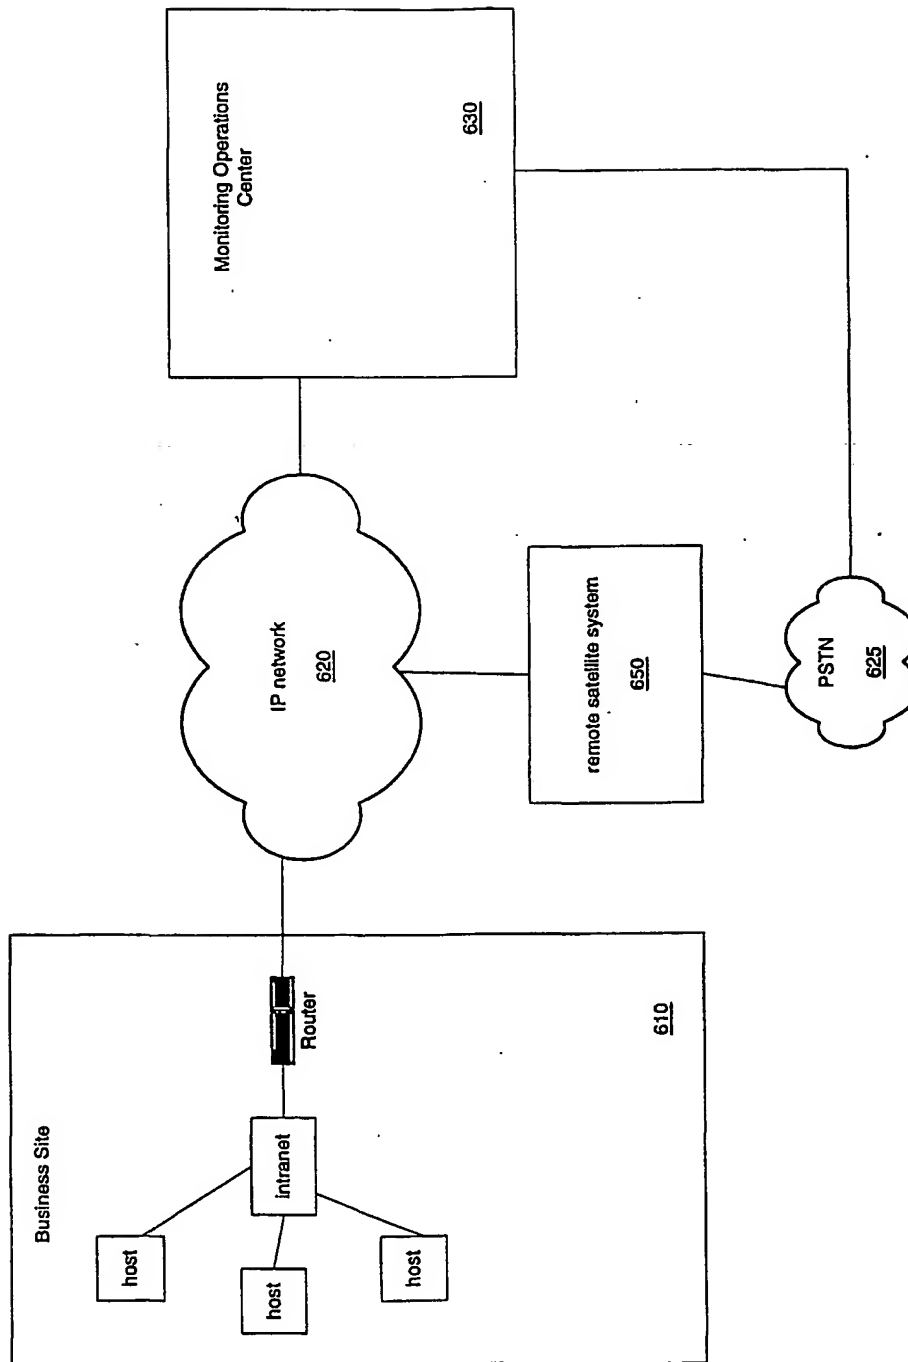 Business Site
host
host
host
intranet
Router
610
IP network
620
remote satellite system
650
PSTN
625
Monitoring Operations
Center
630